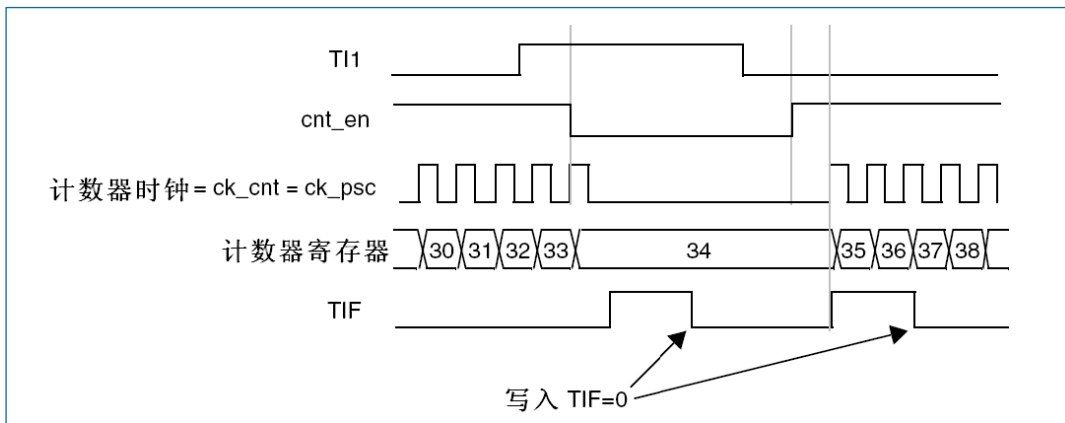 TI1
cnt_en
计数器时钟= ck_cnt = ck_psc
计数器寄存器
30 31 32 33 34 35 36 37 38
TIF
写入 TIF=0